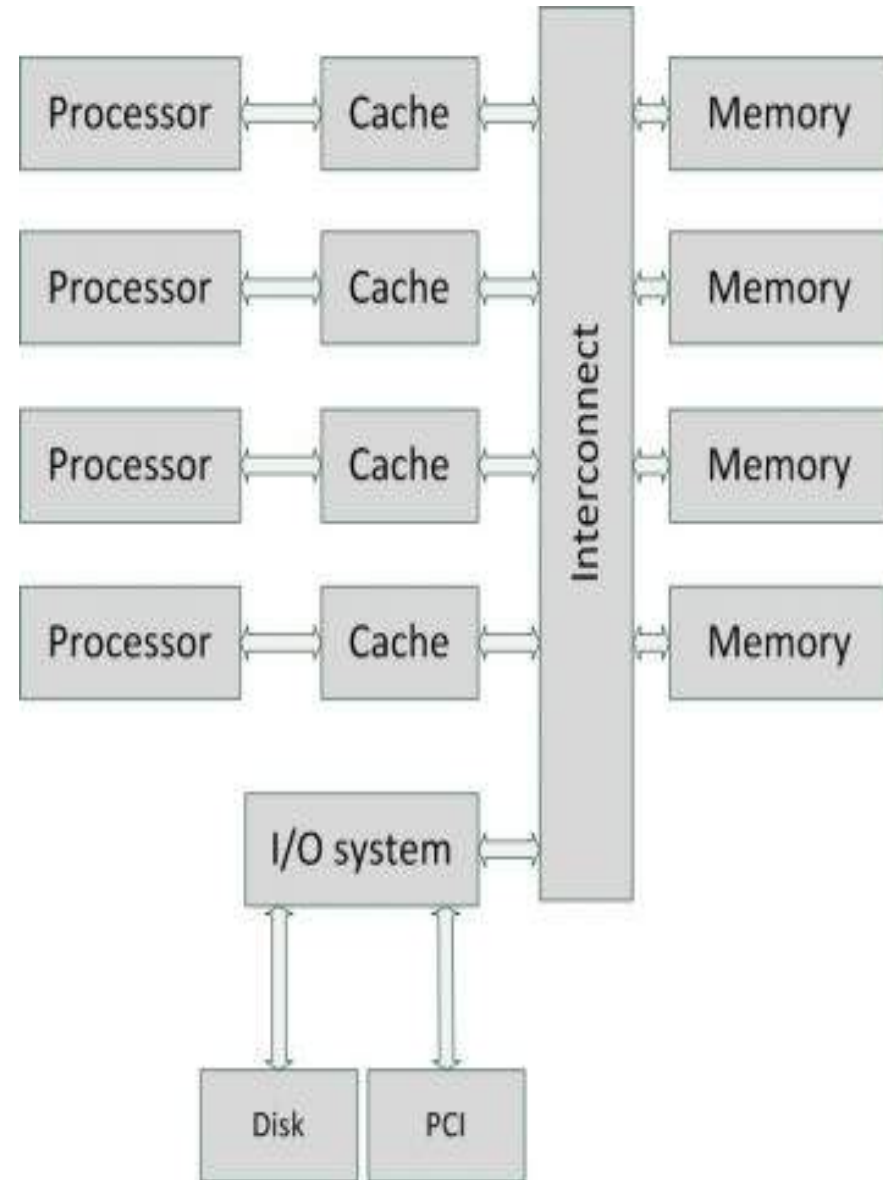 Processor
Cache
Memory
Processor
Cache
Memory
Processor
Cache
Memory
Processor
Cache
Memory
Interconnect
I/O system
Disk
PCI